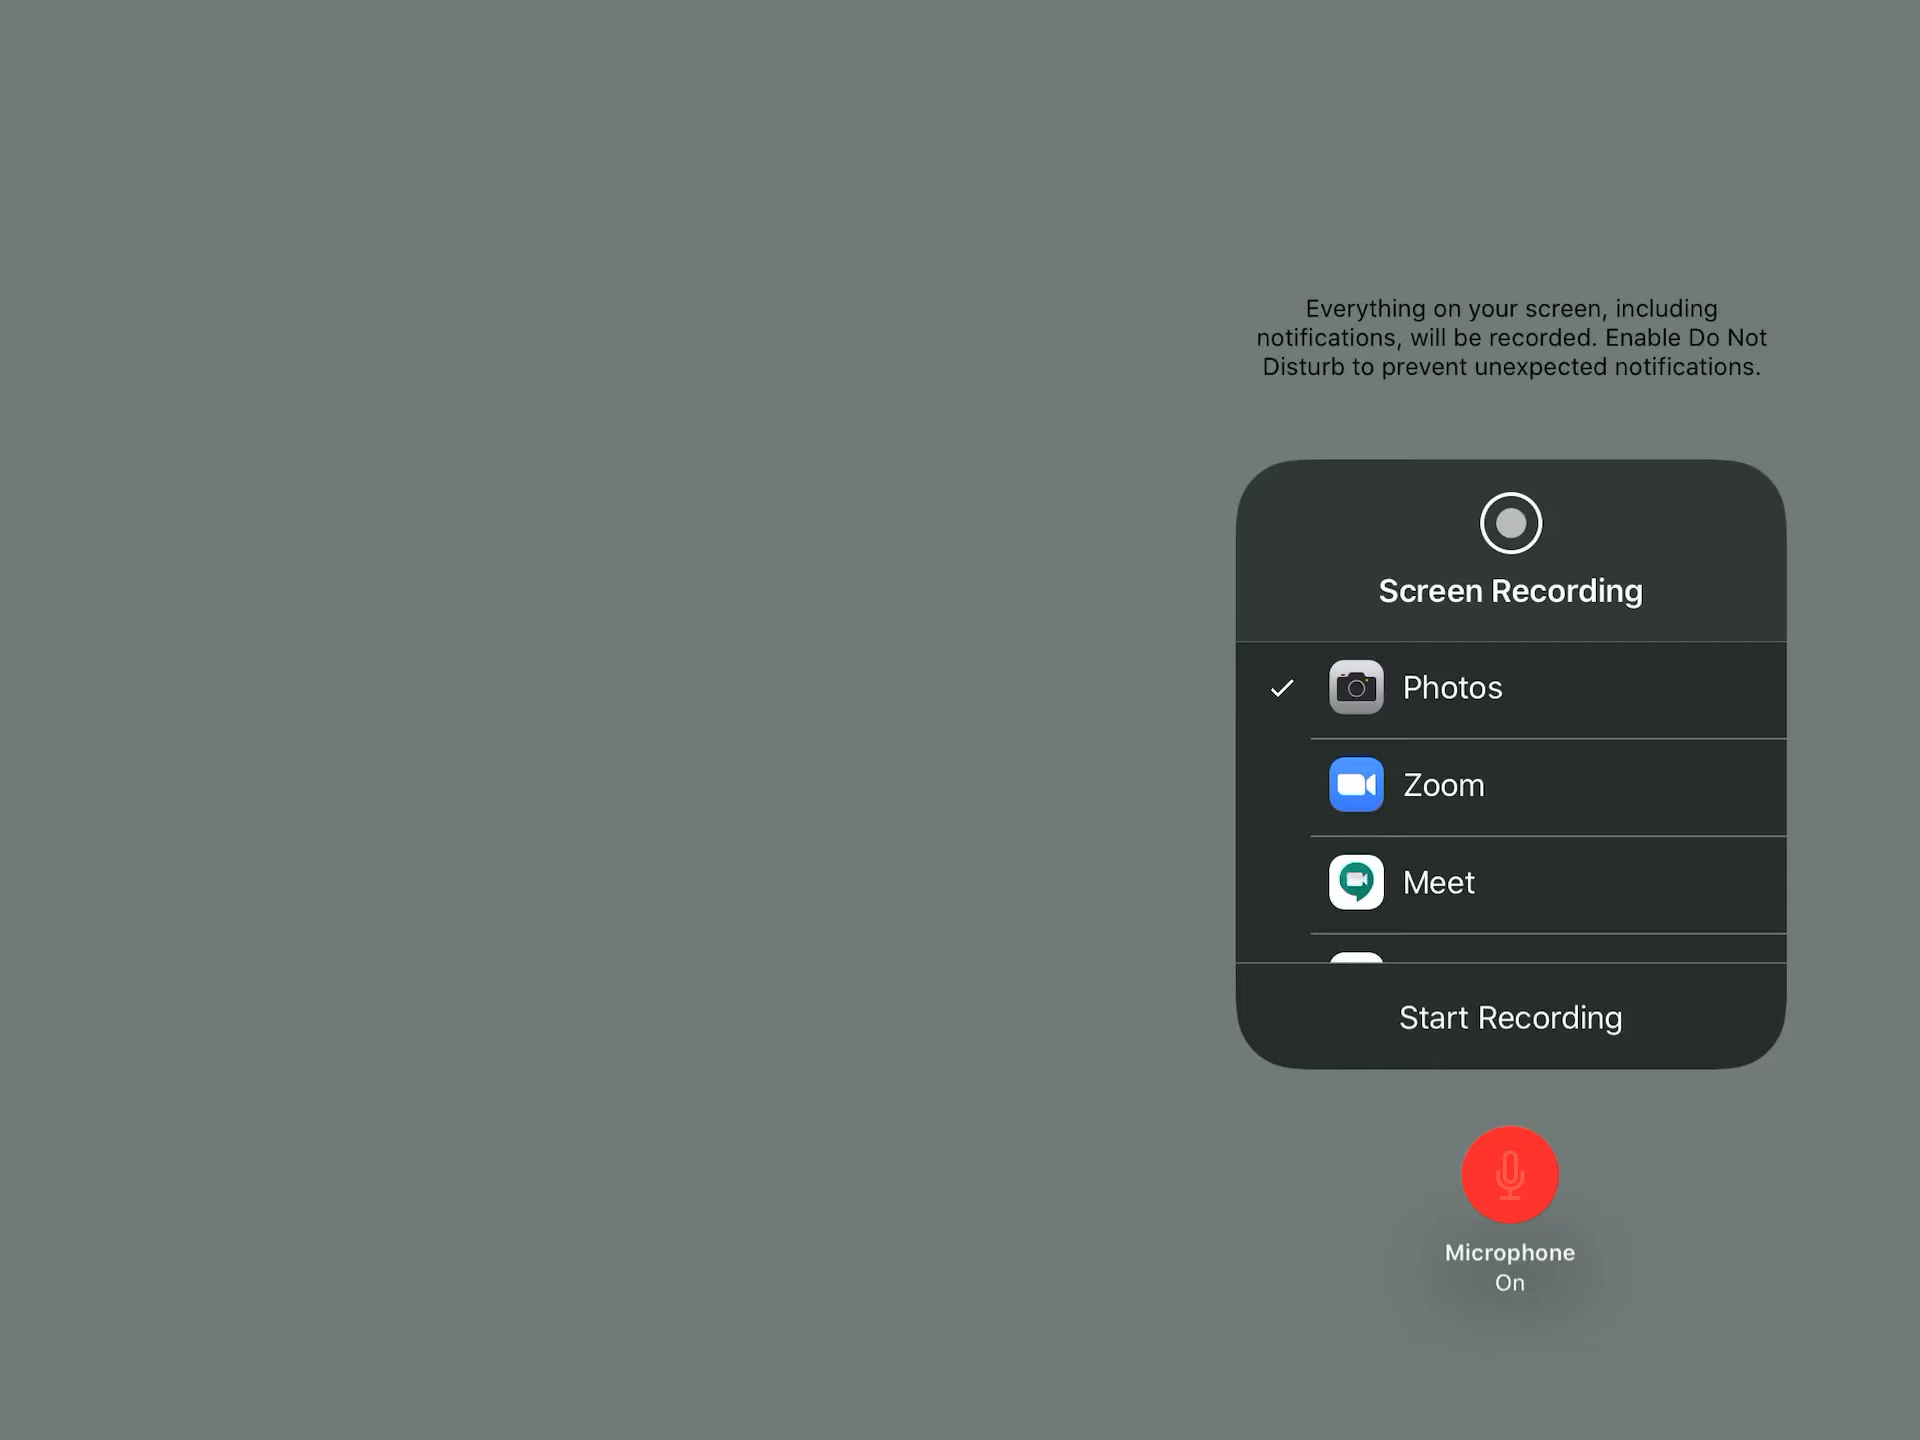 Everything on your screen, including
notifications, will be recorded. Enable Do Not
Disturb to prevent unexpected notifications.
Screen Recording
Photos
Zoom
Meet
Start Recording
Microphone
On